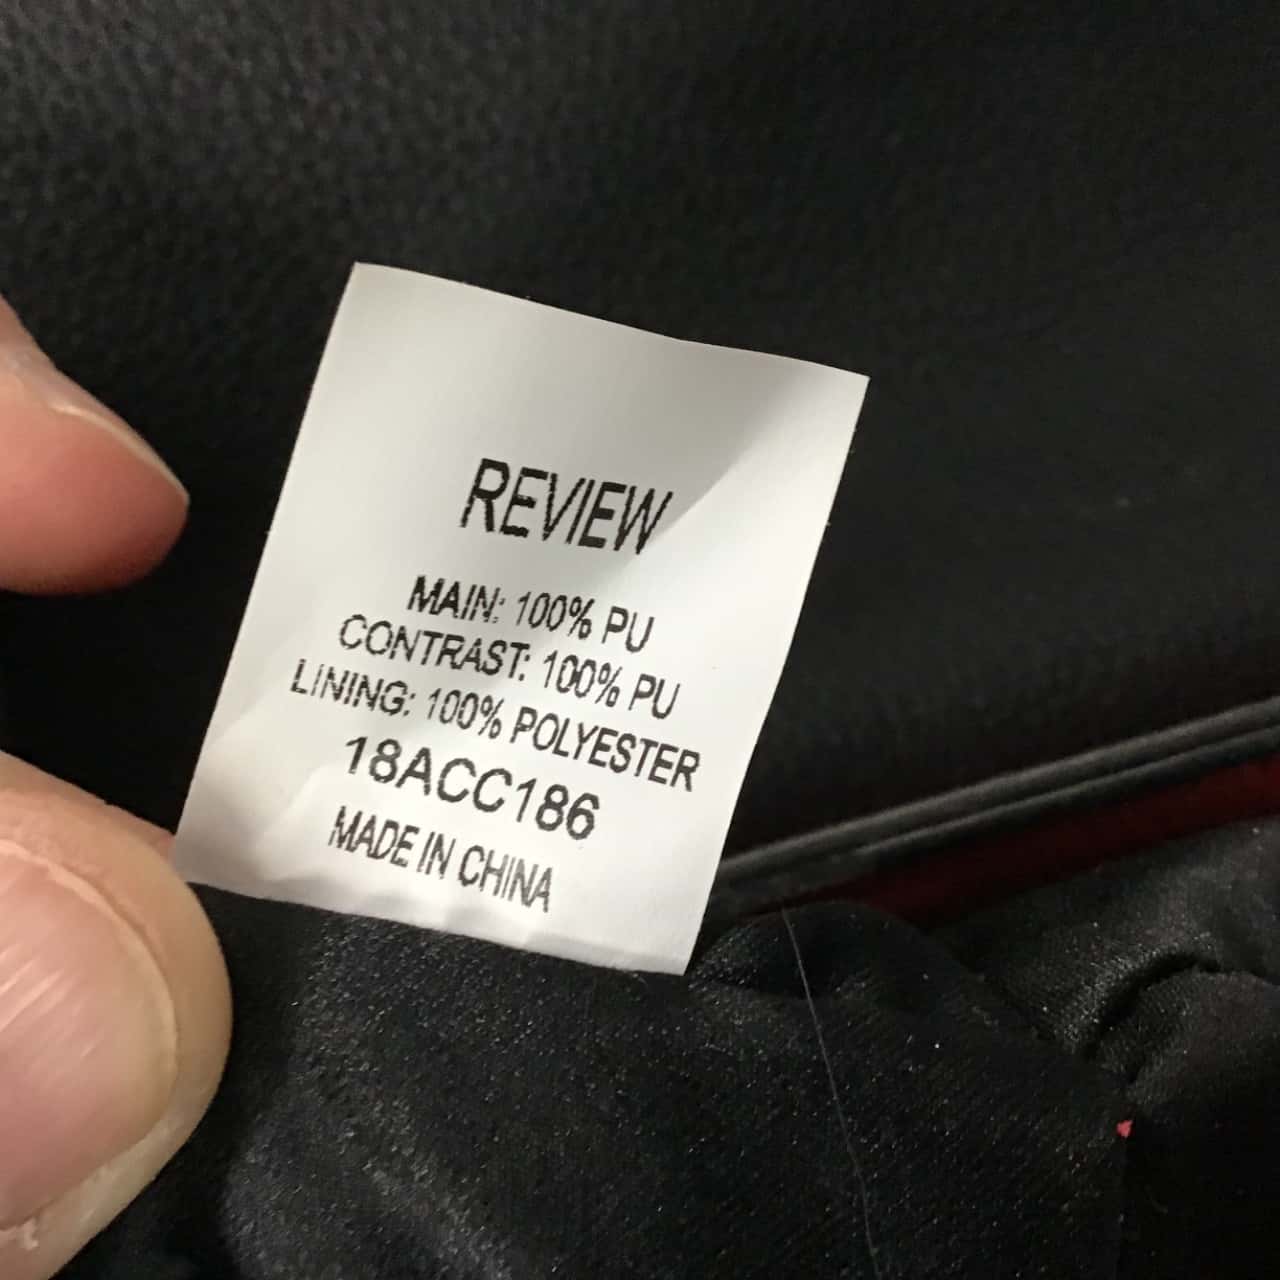 REVIEW
MAIN: 100% PU
CONTRAST: 100% PU
LINING: 100% POLYESTER
18ACC186
MADE IN CHINA